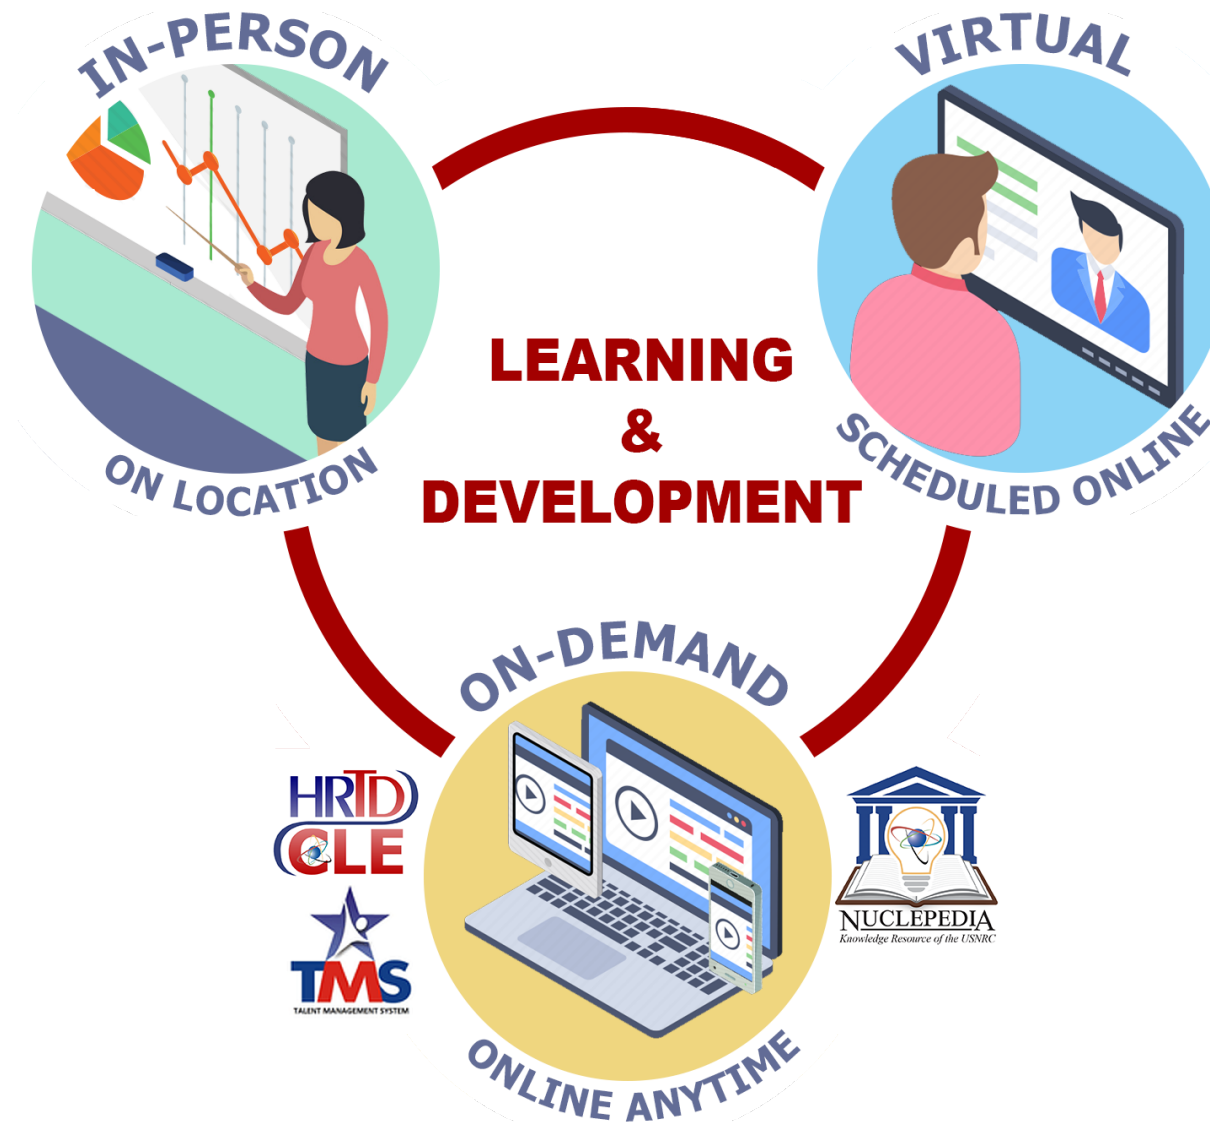 IN-PERSON
ON LOCATION
VIRTUAL
SCHEDULED ONLINE
LEARNING
&
DEVELOPMENT
ON-DEMAND
ONLINE ANYTIME
HRTD
CLE
TMS
TALENT MANAGEMENT SYSTEM
NUCLEPEDIA
Knowledge Resource of the USNRC